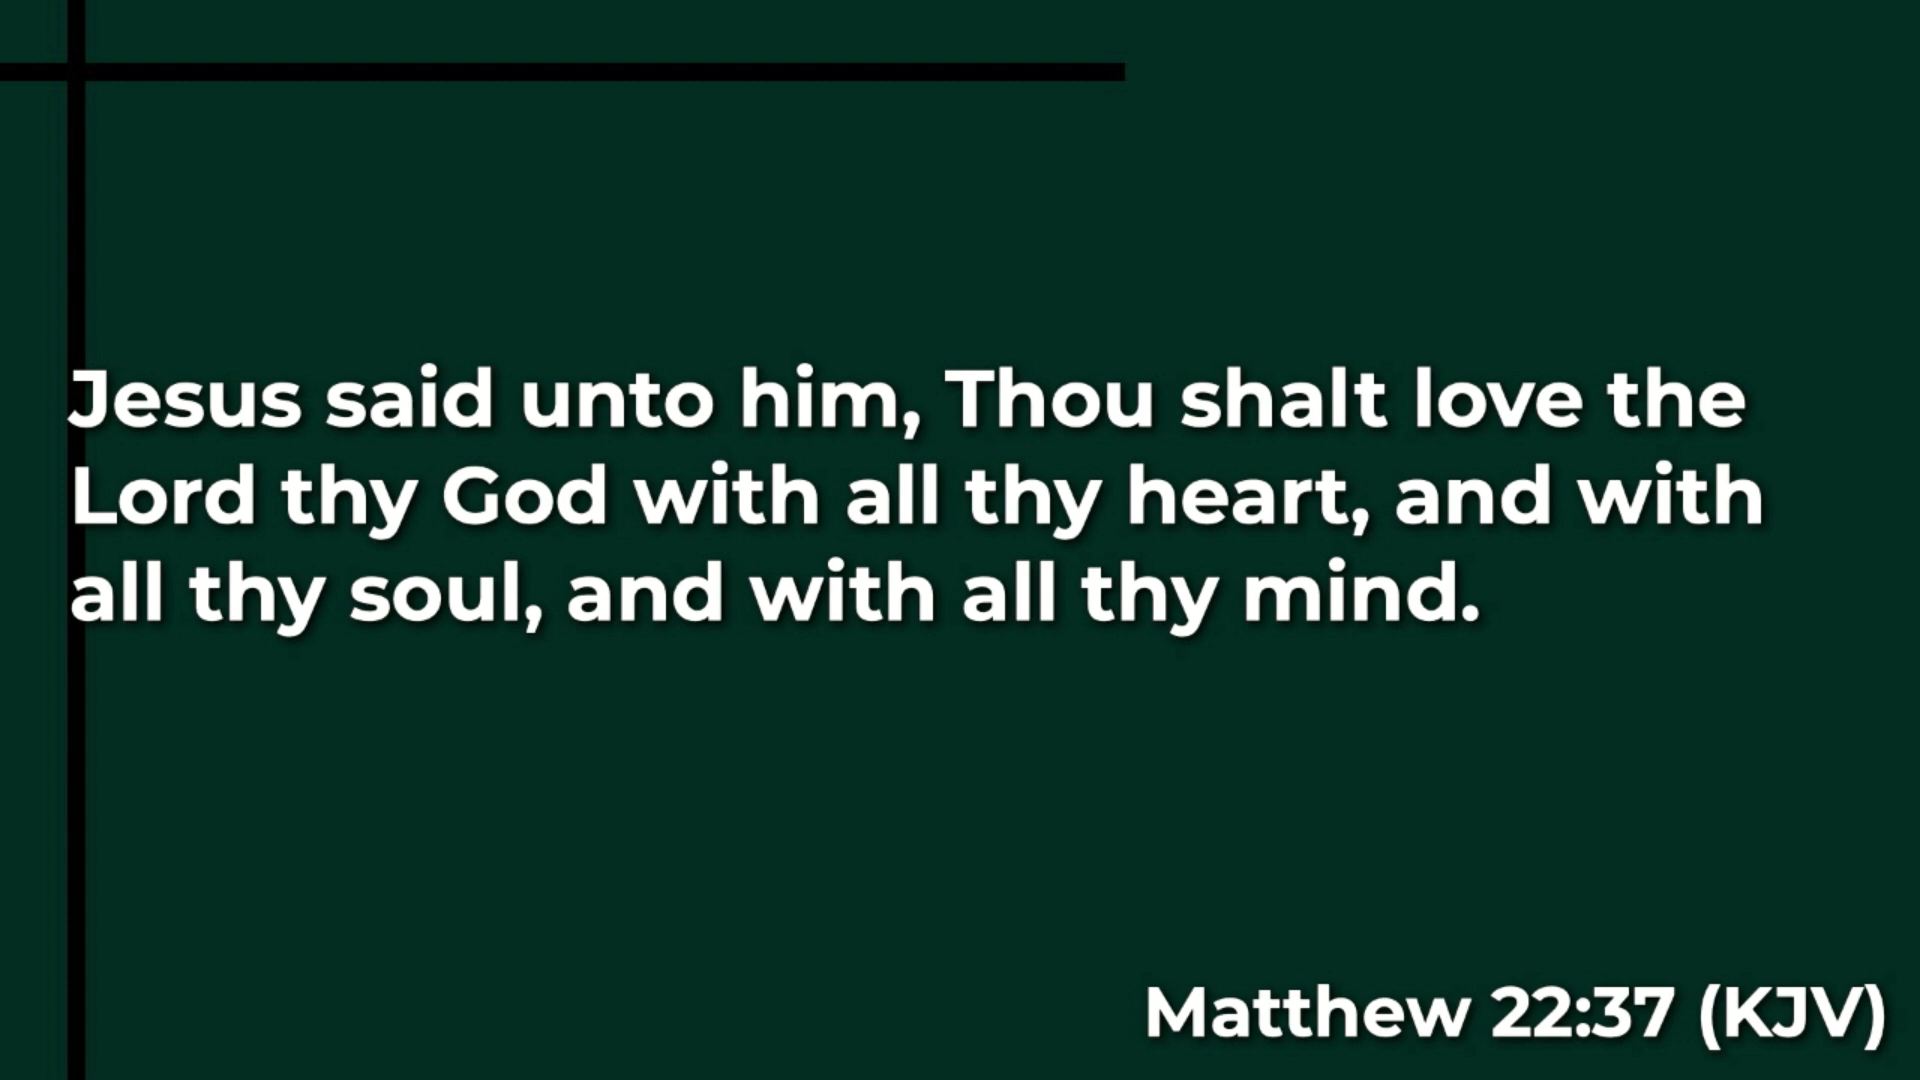 Jesus said unto him, Thou shalt love the
Lord thy God with all thy heart, and with
all thy soul, and with all thy mind.
Matthew 22:37 (KJV)